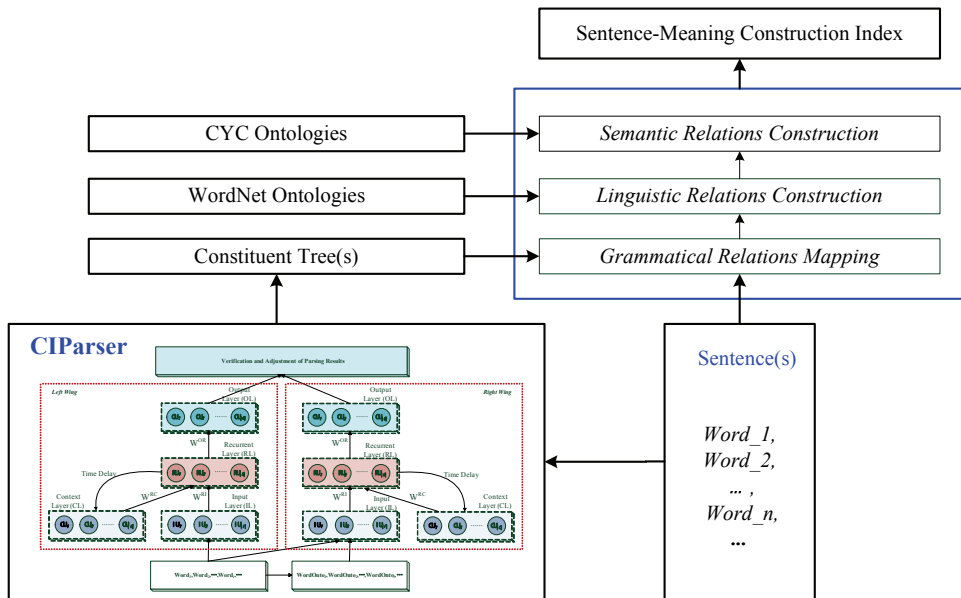 Sentence-Meaning Construction Index
CYC Ontologies
Semantic Relations Construction
WordNet Ontologies
Linguistic Relations Construction
Constituent Tree(s)
Grammatical Relations Mapping
CIParser
Verification and Adjustment of Parsing Results
Left Wing
Right Wing
Output
Layer (OL)
Output
Layer (OL)
W^OR
W^OR
Recurrent
Layer (RL)
Recurrent
Layer (RL)
Time Delay
Time Delay
W^RC
W^RI
W^RI
W^RC
Context
Layer (CL)
Input
Layer (IL)
Input
Layer (IL)
Context
Layer (CL)
Sentence(s)
Word_1,
Word_2,
... ,
Word_n,
...